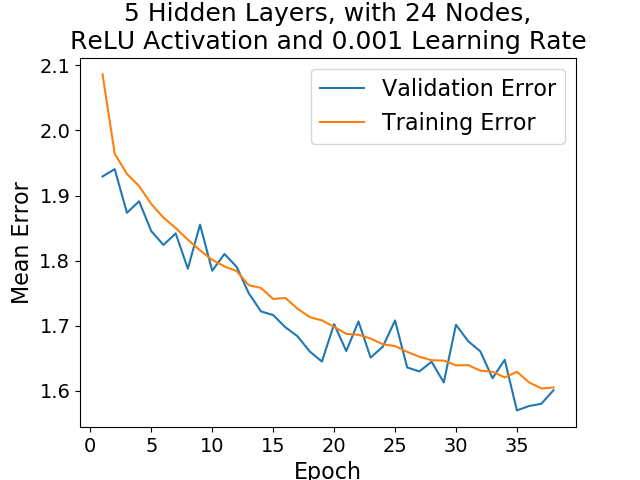 5 Hidden Layers, with 24 Nodes,
ReLU Activation and 0.001 Learning Rate
Validation Error
Training Error
Mean Error
2.1
2.0
1.9
1.8
1.7
1.6
0 5 10 15 20 25 30 35
Epoch